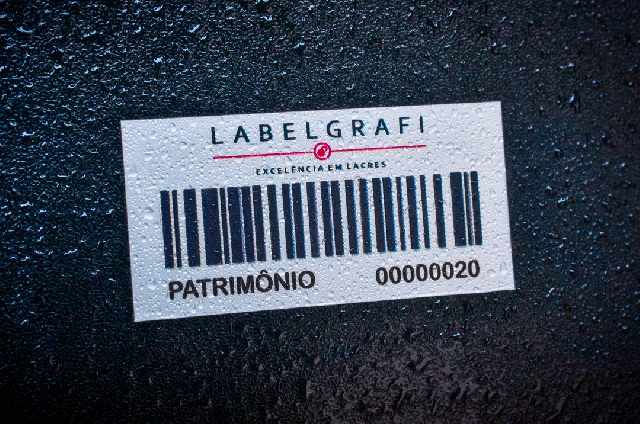 LABELGRAFI
EXCELÊNCIA EM LACRES
PATRIMÔNIO 00000020